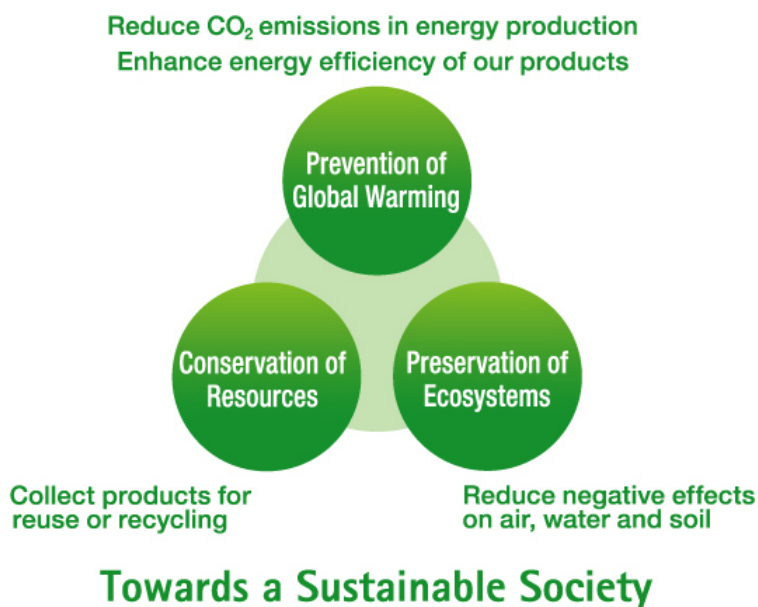 Reduce CO₂ emissions in energy production
Enhance energy efficiency of our products
Prevention of
Global Warming
Conservation of
Resources
Preservation of
Ecosystems
Collect products for
reuse or recycling
Reduce negative effects
on air, water and soil
Towards a Sustainable Society